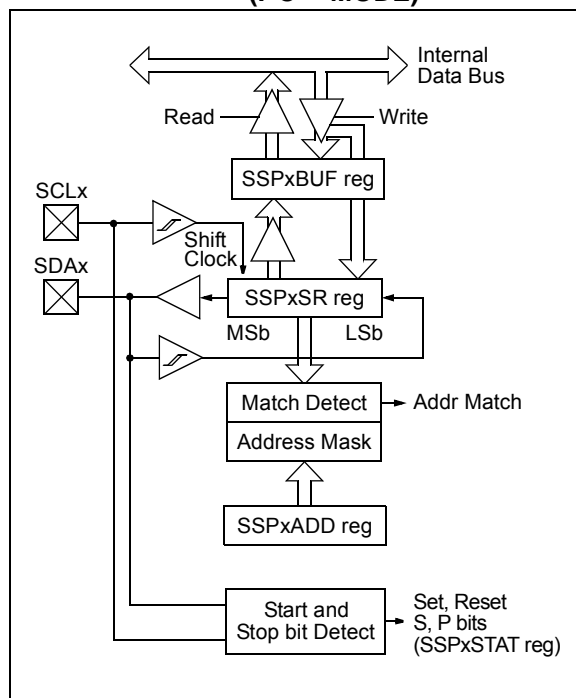 Internal
Data Bus
Read
Write
SSPxBUF reg
SCLx
Shift
Clock
SDAx
SSPxSR reg
MSb
LSb
Match Detect
Addr Match
Address Mask
SSPxADD reg
Start and
Stop bit Detect
Set, Reset
S, P bits
(SSPxSTAT reg)